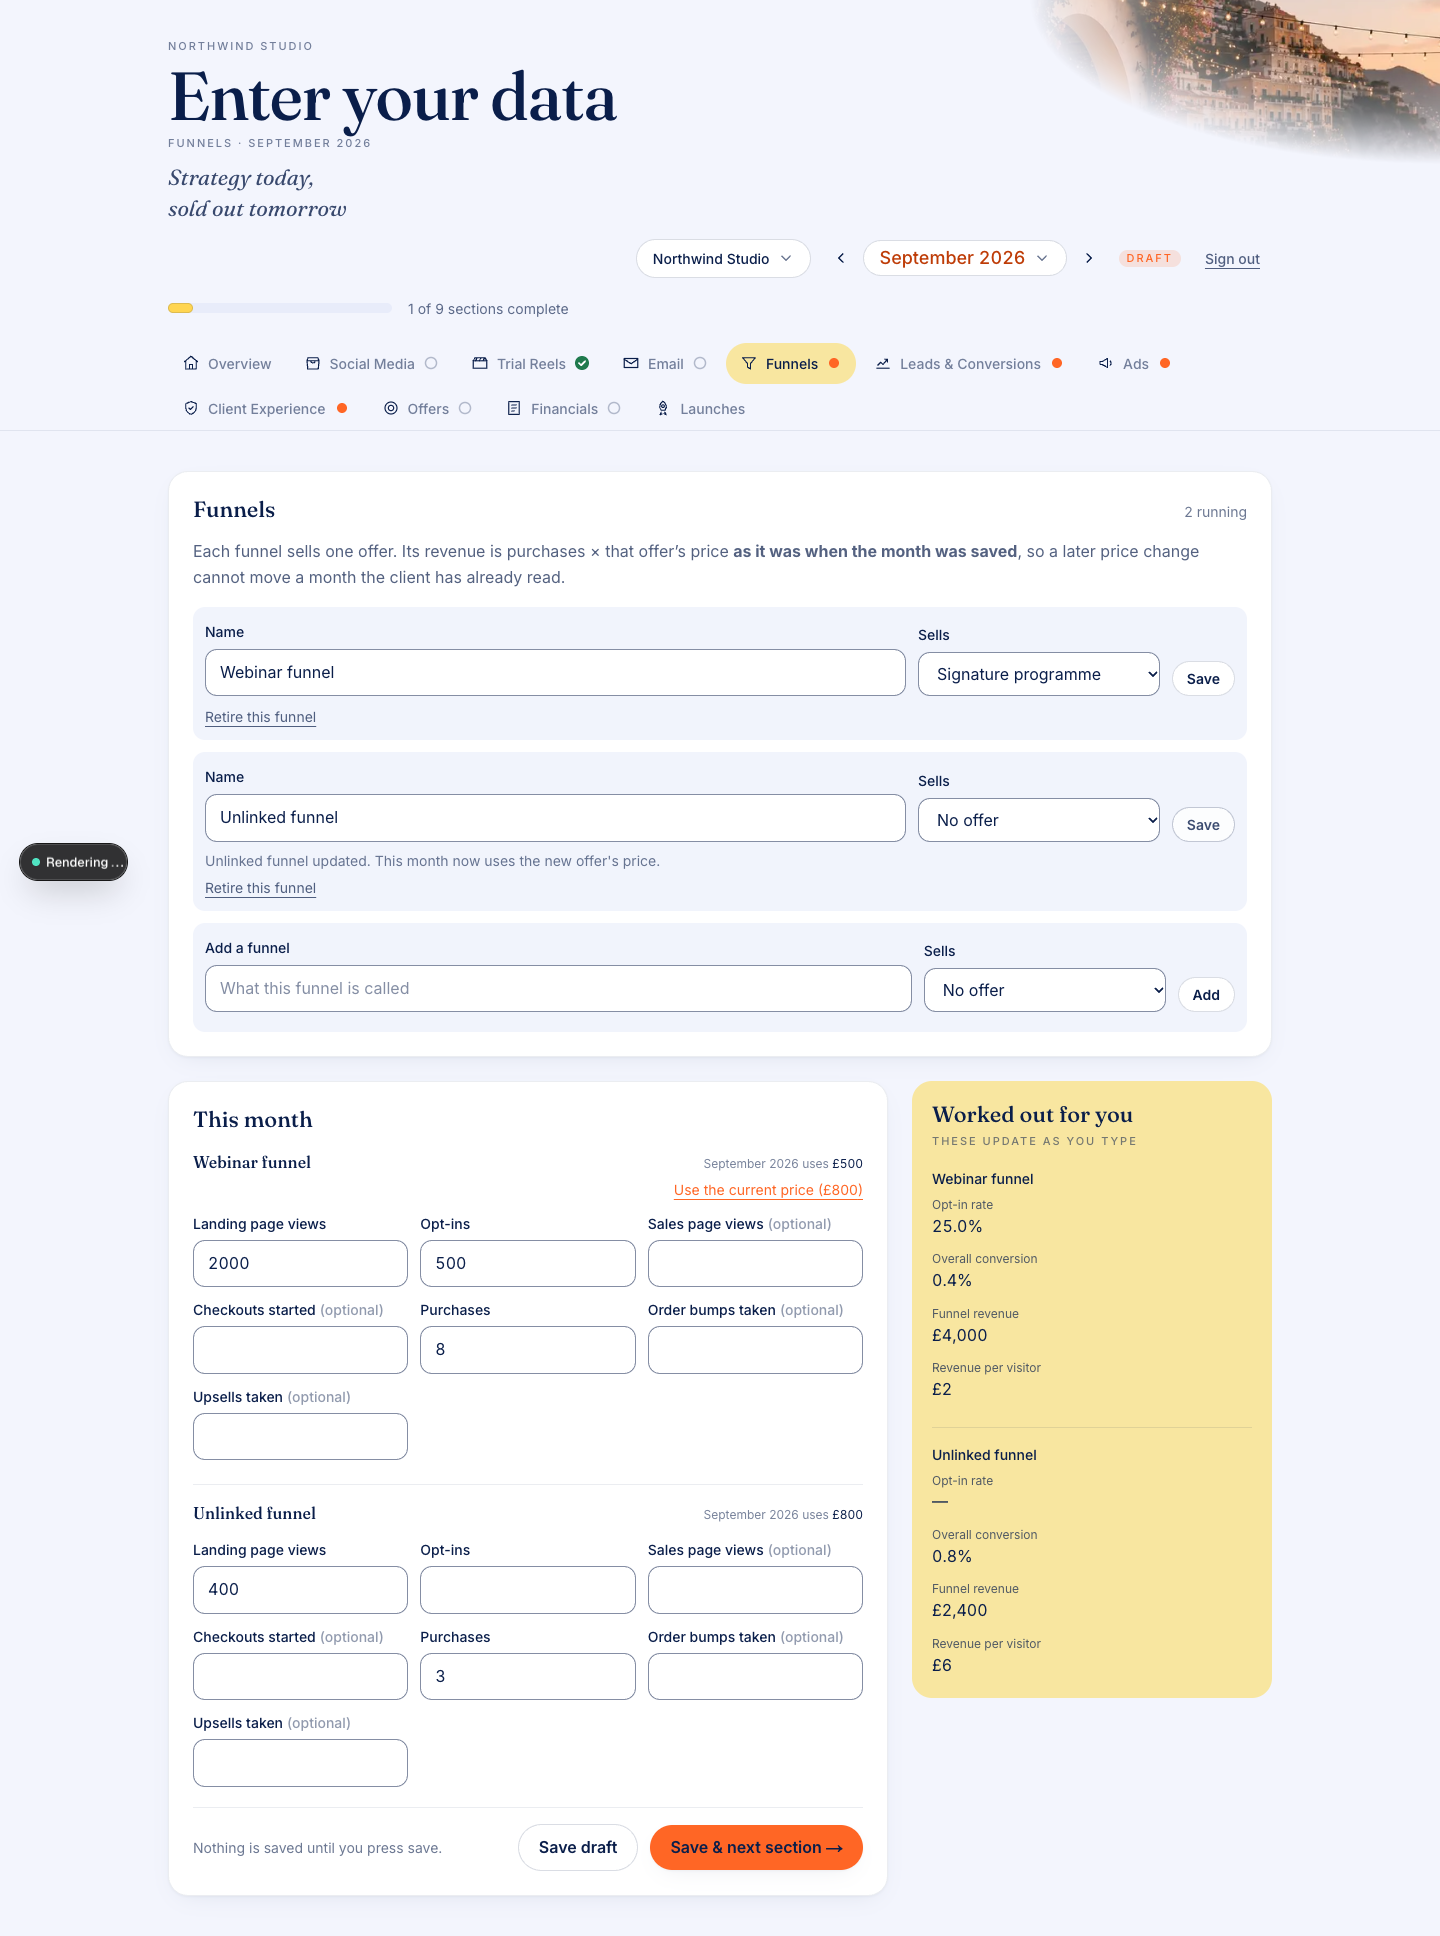 NORTHWIND STUDIO
Enter your data
FUNNELS · SEPTEMBER 2026
Strategy today,
sold out tomorrow
Northwind Studio
September 2026
DRAFT
Sign out
1 of 9 sections complete
Overview
Social Media
Trial Reels
Email
Funnels
Leads & Conversions
Ads
Client Experience
Offers
Financials
Launches
Funnels
2 running
Each funnel sells one offer. Its revenue is purchases × that offer’s price as it was when the month was saved, so a later price change
cannot move a month the client has already read.
Name
Sells
Webinar funnel
Signature programme
Save
Retire this funnel
Name
Sells
Unlinked funnel
No offer
Save
Unlinked funnel updated. This month now uses the new offer's price.
Retire this funnel
Rendering ...
Add a funnel
Sells
What this funnel is called
No offer
Add
This month
Webinar funnel
September 2026 uses £500
Use the current price (£800)
Landing page views
Opt-ins
Sales page views (optional)
2000
500
Checkouts started (optional)
Purchases
Order bumps taken (optional)
8
Upsells taken (optional)
Unlinked funnel
September 2026 uses £800
Landing page views
Opt-ins
Sales page views (optional)
400
Checkouts started (optional)
Purchases
Order bumps taken (optional)
3
Upsells taken (optional)
Nothing is saved until you press save.
Save draft
Save & next section →
Worked out for you
THESE UPDATE AS YOU TYPE
Webinar funnel
Opt-in rate
25.0%
Overall conversion
0.4%
Funnel revenue
£4,000
Revenue per visitor
£2
Unlinked funnel
Opt-in rate
—
Overall conversion
0.8%
Funnel revenue
£2,400
Revenue per visitor
£6